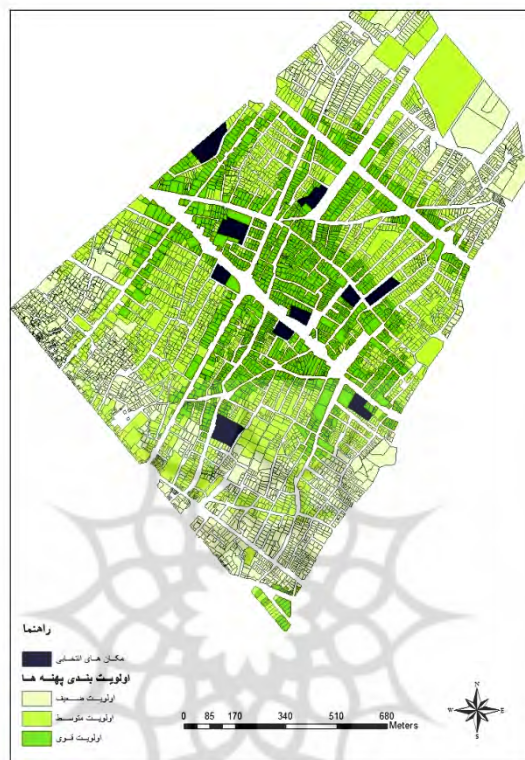 راهنما
مکان های انتخابی
اولویت بندی پهنه ها
اولویت ضعیف
اولویت متوسط
اولویت قوی
0 85 170 340 510 680
Meters
N
W E
S